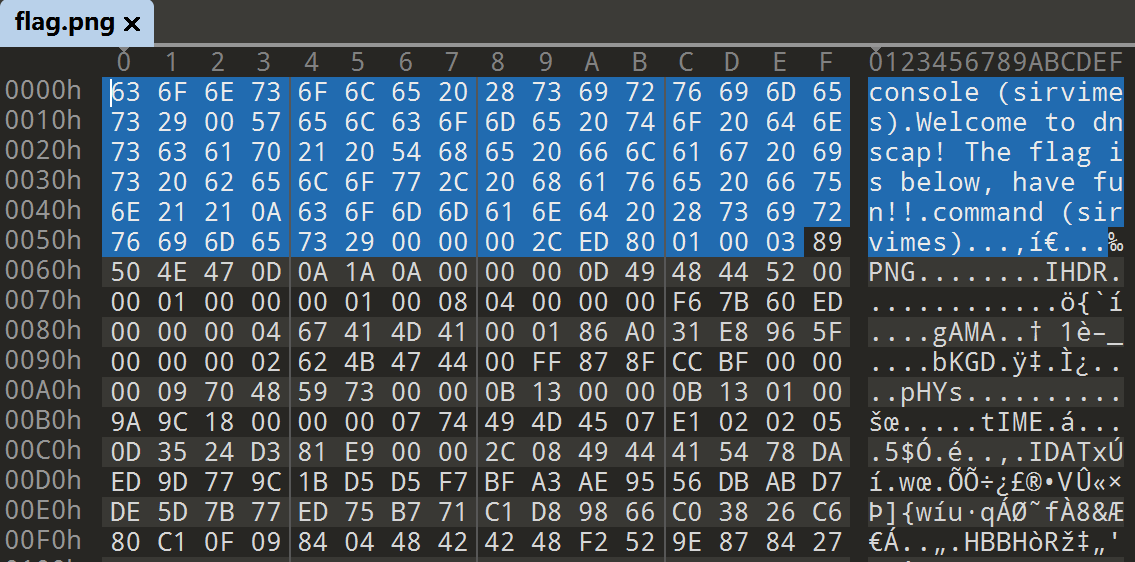 flag.png ×
0 1 2 3 4 5 6 7 8 9 A B C D E F 0123456789ABCDEF
0000h 63 6F 6E 73 6F 6C 65 20 28 73 69 72 76 69 6D 65 console (sirvime
0010h 73 29 00 57 65 6C 63 6F 6D 65 20 74 6F 20 64 6E s).Welcome to dn
0020h 73 63 61 70 21 20 54 68 65 20 66 6C 61 67 20 69 scap! The flag i
0030h 73 20 62 65 6C 6F 77 2C 20 68 61 76 65 20 66 75 s below, have fu
0040h 6E 21 21 0A 63 6F 6D 6D 61 6E 64 20 28 73 69 72 n!!.command (sir
0050h 76 69 6D 65 73 29 00 00 00 2C ED 80 01 00 03 89 vimes)...,í€...‰
0060h 50 4E 47 0D 0A 1A 0A 00 00 00 0D 49 48 44 52 00 PNG........IHDR.
0070h 00 01 00 00 00 01 00 08 04 00 00 00 F6 7B 60 ED ............ö{`í
0080h 00 00 00 04 67 41 4D 41 00 01 86 A0 31 E8 96 5F ....gAMA..† 1è–_
0090h 00 00 00 02 62 4B 47 44 00 FF 87 8F CC BF 00 00 ....bKGD.ÿ‡.Ì¿..
00A0h 00 09 70 48 59 73 00 00 0B 13 00 00 0B 13 01 00 ..pHYs..........
00B0h 9A 9C 18 00 00 00 07 74 49 4D 45 07 E1 02 02 05 šœ.....tIME.á...
00C0h 0D 35 24 D3 81 E9 00 00 2C 08 49 44 41 54 78 DA .5$Ó.é..,.IDATxÚ
00D0h ED 9D 77 9C 1B BD D5 D5 F7 BF A3 AE 95 56 DB AB D7 í.wœ.ÕÕ÷¿£®•VÛ«×
00E0h DE 5D 7B 77 ED 75 B7 71 C1 D8 98 66 C0 38 26 C6 Þ]{wíu·qÁØ˜fÀ8&Æ
00F0h 80 C1 0F 09 84 04 48 42 42 48 F2 52 9E 87 84 27 €Á..„.HBBHòRž‡„'